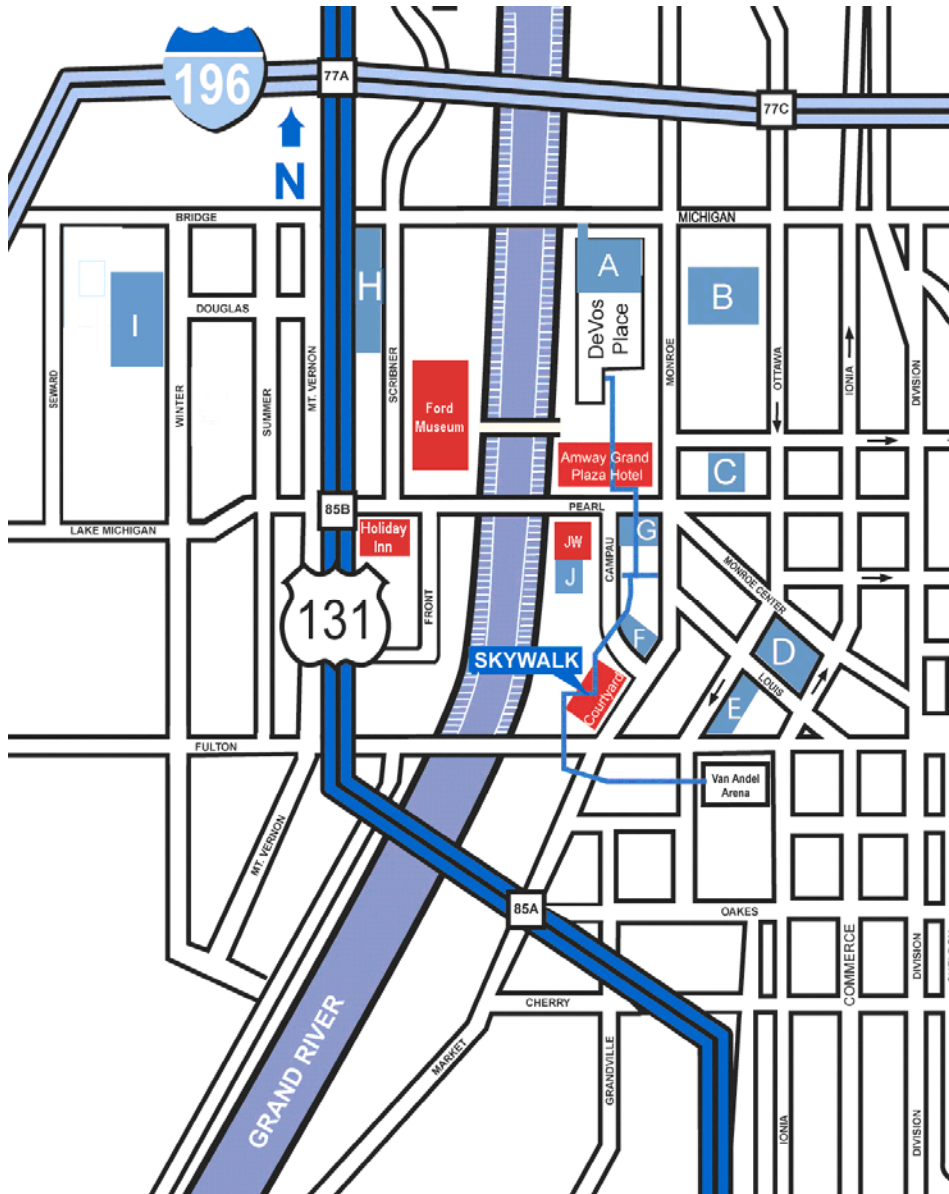 196
77A
77C
N
BRIDGE
MICHIGAN
A
H
B
I
DOUGLAS
DeVos
Place
SEWARD
WINTER
SUMMER
MT. VERNON
SCRIBNER
MONROE
OTTAWA
IONIA
DIVISION
Ford
Museum
Amway Grand
Plaza Hotel
C
85B
PEARL
LAKE MICHIGAN
Holiday
Inn
JW
J
CAMPAU
G
MONROE CENTER
131
FRONT
F
D
SKYWALK
LOUIS
Courtyard
E
FULTON
Van Andel
Arena
MT. VERNON
85A
OAKES
COMMERCE
DIVISION
CHERRY
GRAND RIVER
MARKET
GRANDVILLE
IONIA
DIVISION